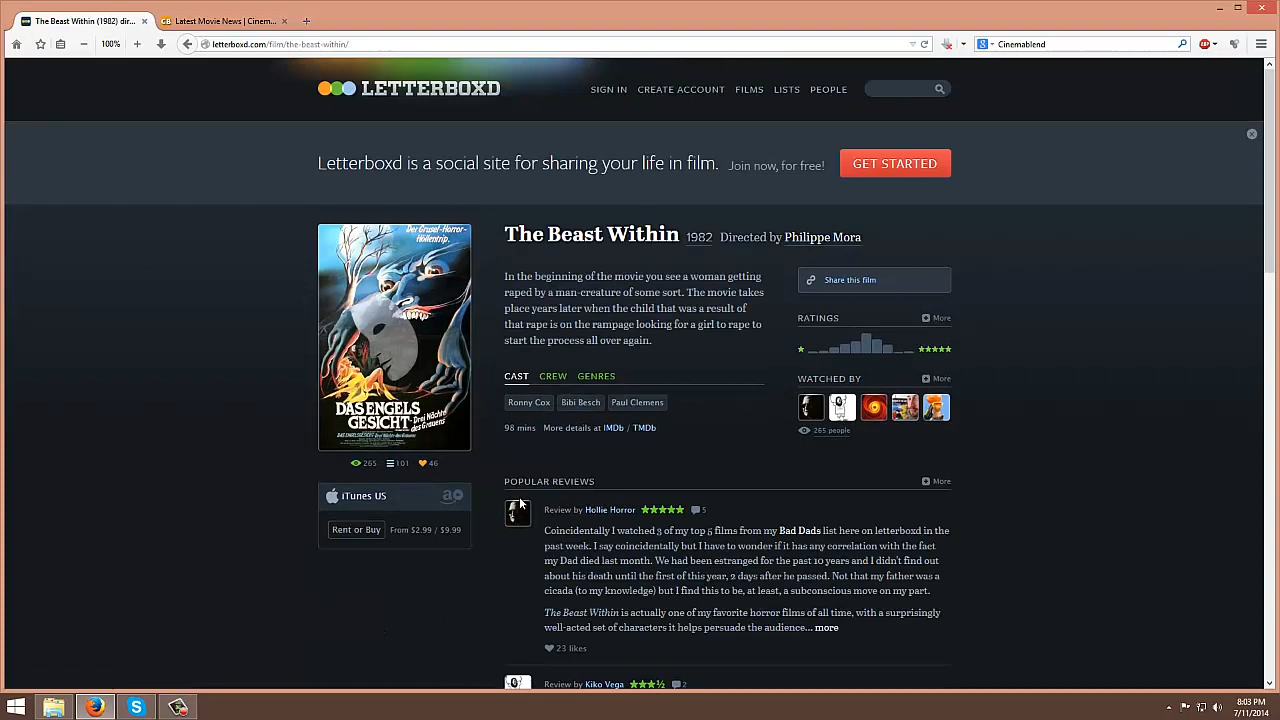 The Beast Within (1982) dir...
Latest Movie News | Cinem...
100%
letterboxd.com/film/the-beast-within/
Cinemablend
LETTERBOXD
SIGN IN CREATE ACCOUNT FILMS LISTS PEOPLE
Letterboxd is a social site for sharing your life in film. Join now, for free! GET STARTED
Der Grusel-Horror-
Höllentrip.
DAS ENGELS
GESICHT - Drei Nächte
des Grauens
265 101 46
iTunes US
Rent or Buy From $2.99 / $9.99
The Beast Within 1982 Directed by Philippe Mora
In the beginning of the movie you see a woman getting
raped by a man-creature of some sort. The movie takes
place years later when the child that was a result of
that rape is on the rampage looking for a girl to rape to
start the process all over again.
CAST CREW GENRES
Ronny Cox Bibi Besch Paul Clemens
98 mins More details at IMDb / TMDb
Share this film
RATINGS More
★ ★★★★★
WATCHED BY More
265 people
POPULAR REVIEWS More
Review by Hollie Horror ★★★★★ 5
Coincidentally I watched 3 of my top 5 films from my Bad Dads list here on letterboxd in the
past week. I say coincidentally but I have to wonder if it has any correlation with the fact
my Dad died last month. We had been estranged for the past 10 years and I didn't find out
about his death until the first of this year, 2 days after he passed. Not that my father was a
cicada (to my knowledge) but I find this to be, at least, a subconscious move on my part.
The Beast Within is actually one of my favorite horror films of all time, with a surprisingly
well-acted set of characters it helps persuade the audience... more
23 likes
Review by Kiko Vega ★★★½ 2
8:03 PM
7/11/2014